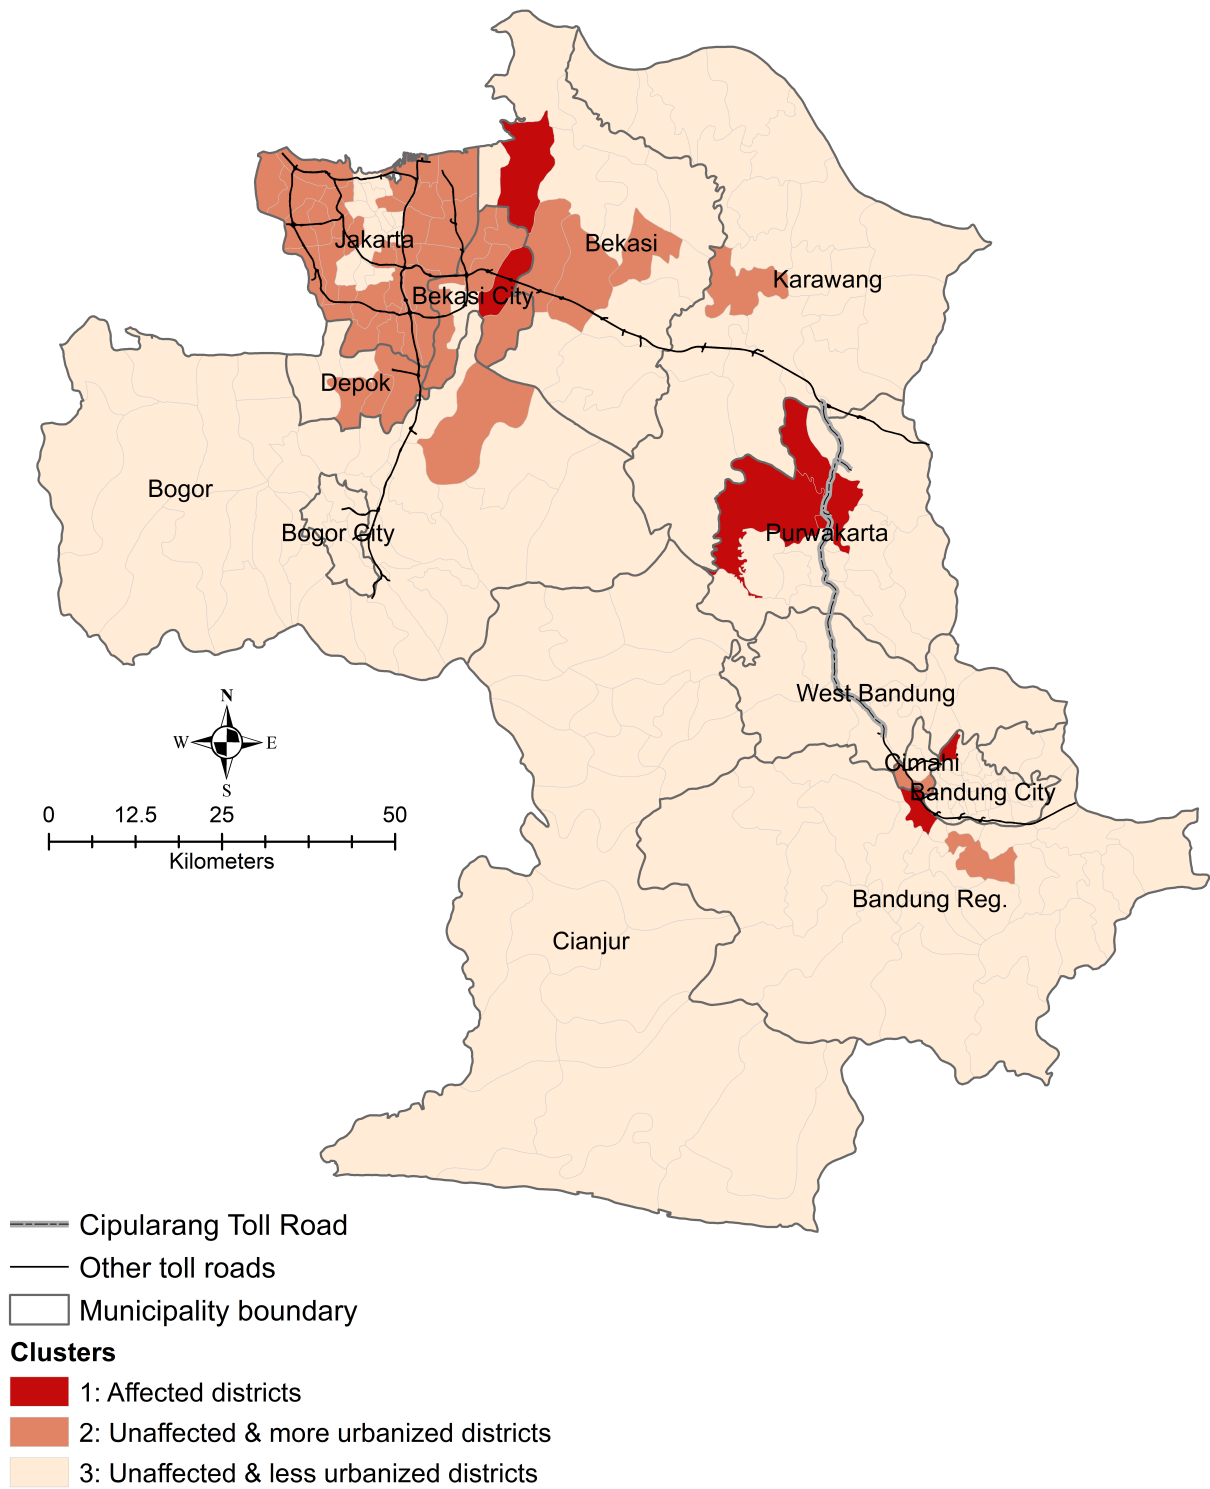 Jakarta
Bekasi
Karawang
Bekasi City
Depok
Bogor
Bogor City
Purwakarta
West Bandung
N
W
E
S
Cimahi
Bandung City
0 12.5 25 50
Kilometers
Bandung Reg.
Cianjur
Cipularang Toll Road
Other toll roads
Municipality boundary
Clusters
1: Affected districts
2: Unaffected & more urbanized districts
3: Unaffected & less urbanized districts